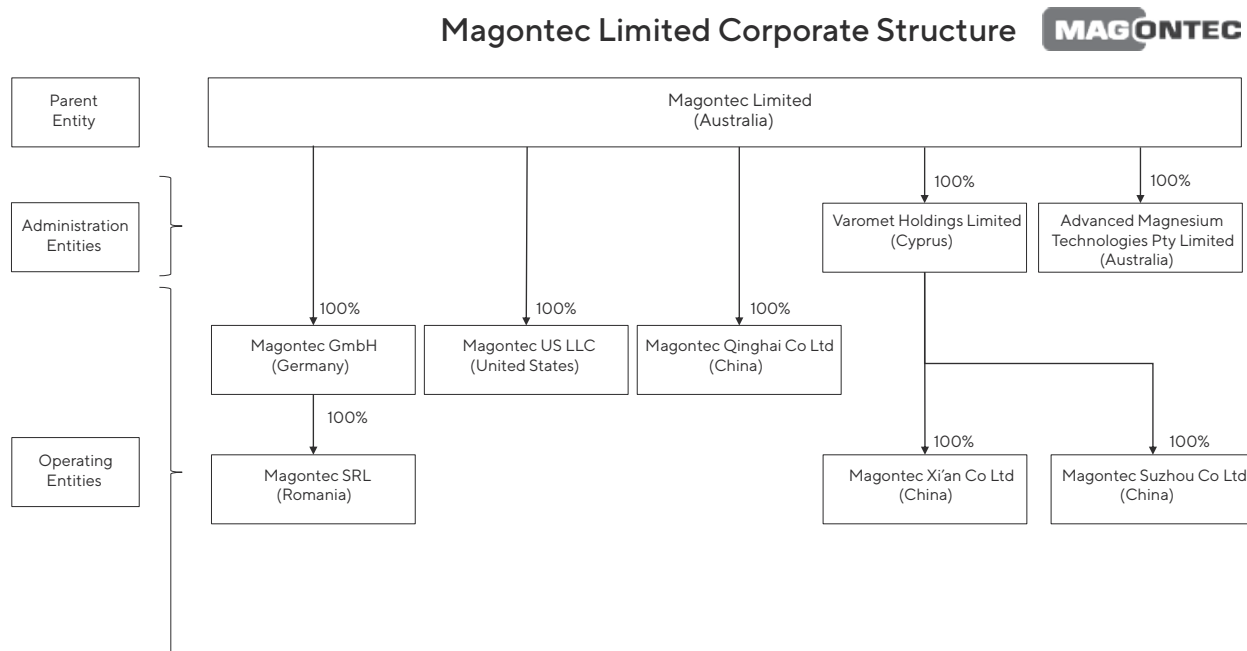 Magontec Limited Corporate Structure
MAGONTEC
Parent
Entity
Magontec Limited
(Australia)
100%
100%
Administration
Entities
Varomet Holdings Limited
(Cyprus)
Advanced Magnesium
Technologies Pty Limited
(Australia)
100%
100%
100%
Magontec GmbH
(Germany)
Magontec US LLC
(United States)
Magontec Qinghai Co Ltd
(China)
100%
100%
100%
Operating
Entities
Magontec SRL
(Romania)
Magontec Xi’an Co Ltd
(China)
Magontec Suzhou Co Ltd
(China)